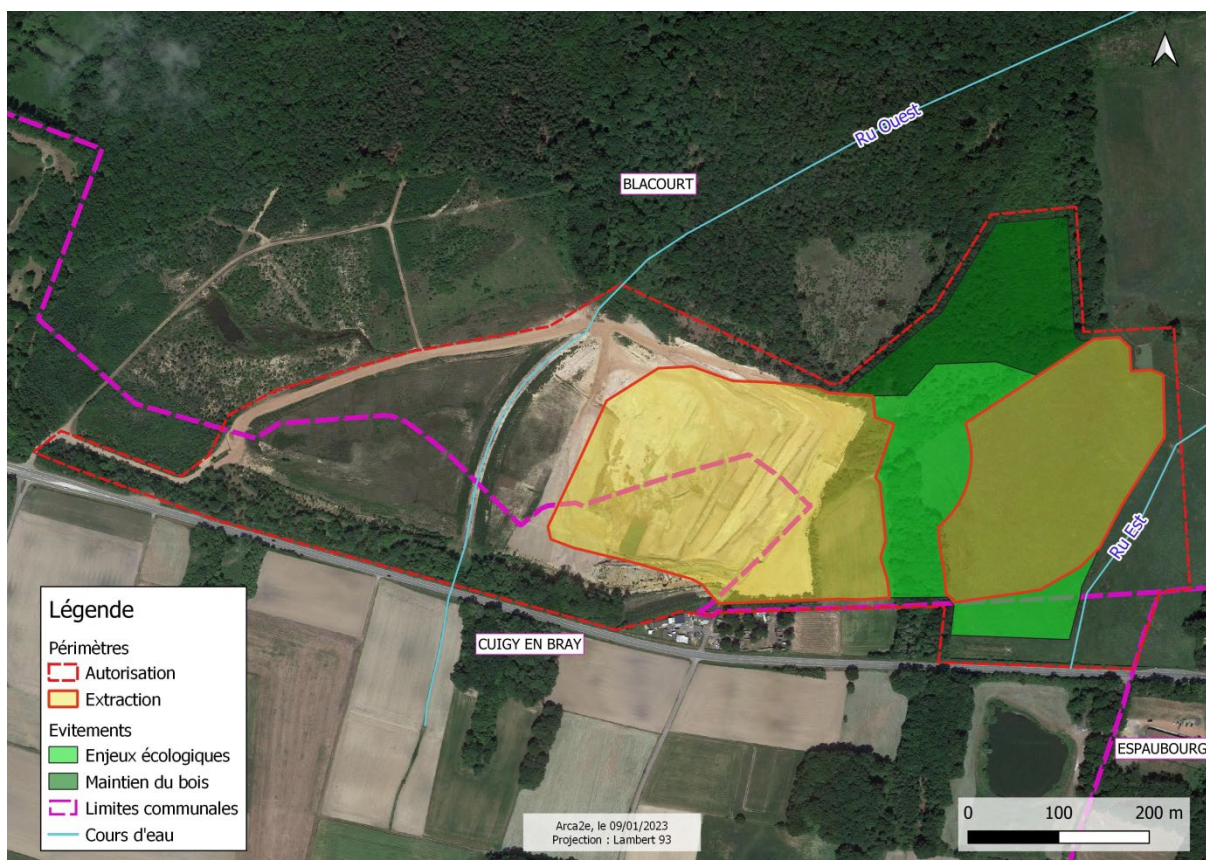 Ru Ouest
BLACOURT
Ru Est
CUIGY EN BRAY
ESPAUBOURG
Légende
Périmètres
Autorisation
Extraction
Evitements
Enjeux écologiques
Maintien du bois
Limites communales
Cours d'eau
Arca2e, le 09/01/2023
Projection : Lambert 93
0 100 200 m